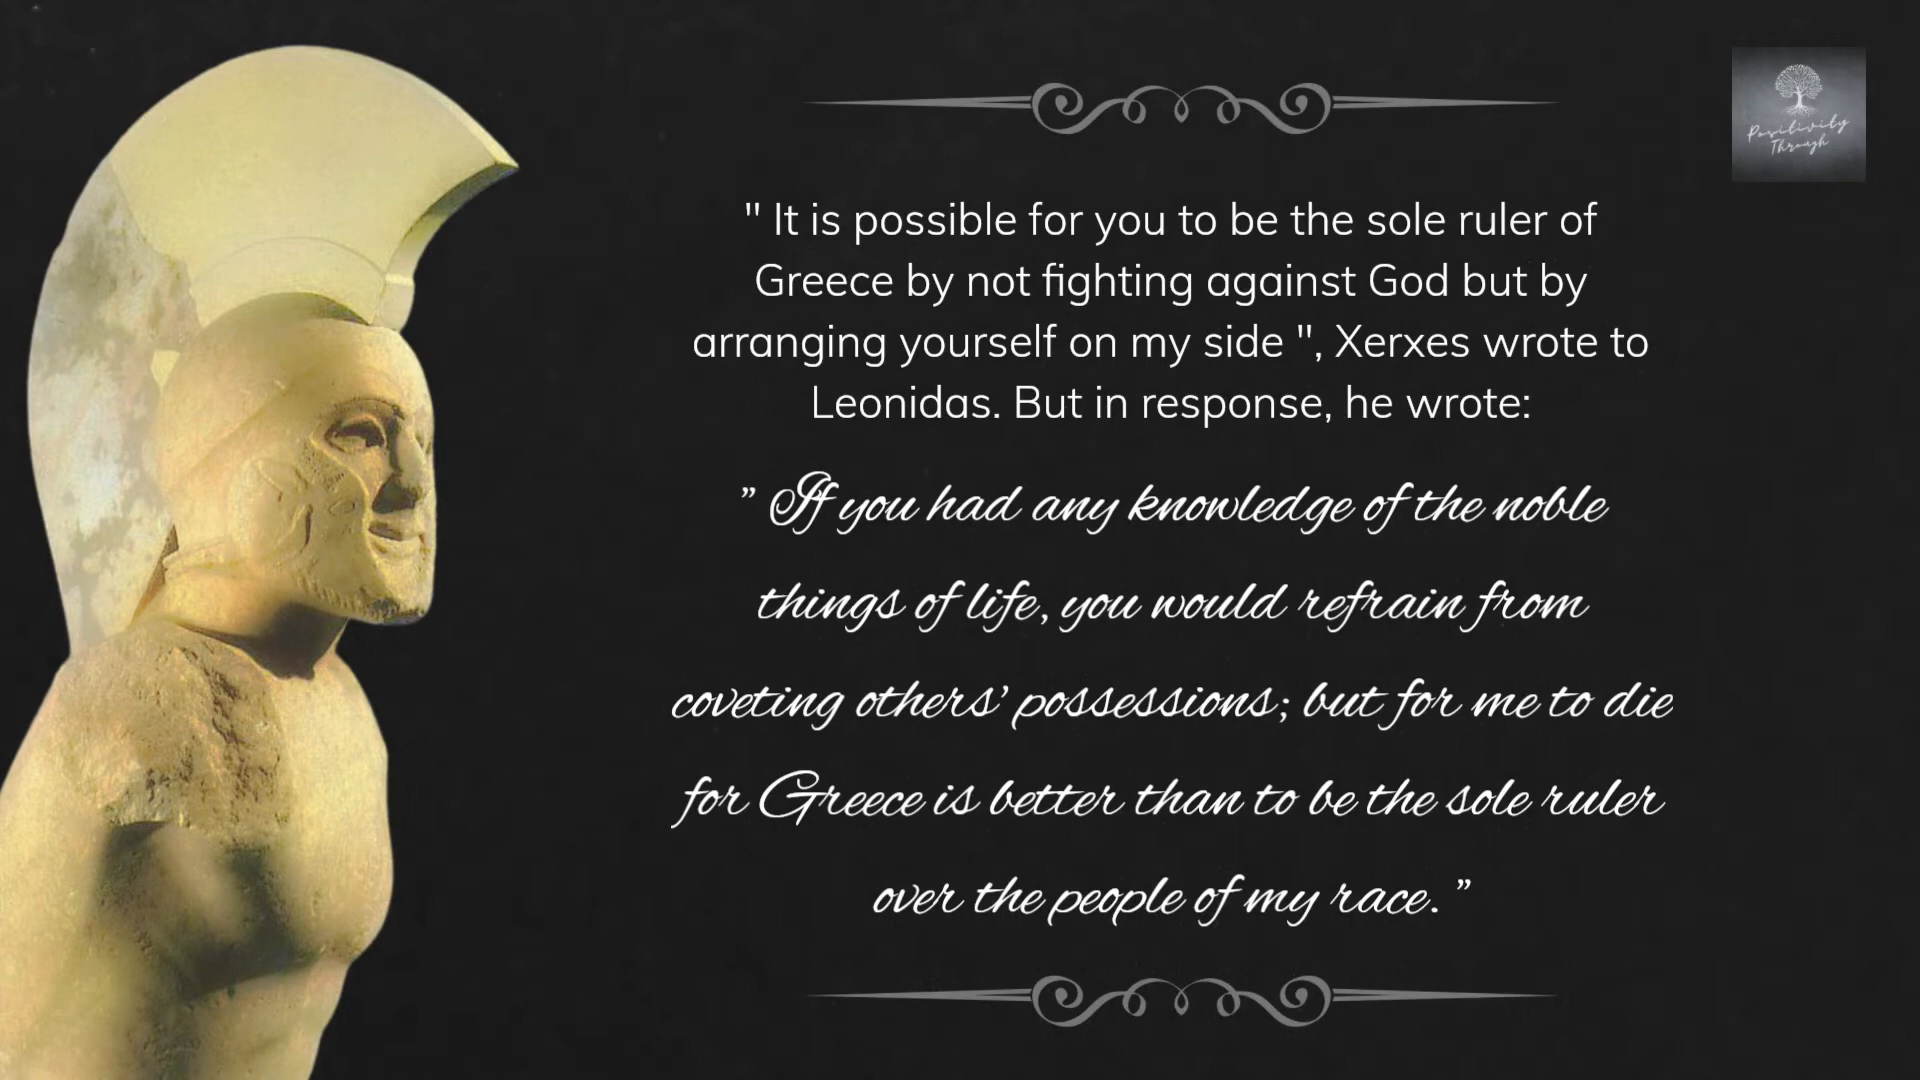 Positivity
Through
" It is possible for you to be the sole ruler of
Greece by not fighting against God but by
arranging yourself on my side ", Xerxes wrote to
Leonidas. But in response, he wrote:
” If you had any knowledge of the noble
things of life, you would refrain from
coveting others’ possessions; but for me to die
for Greece is better than to be the sole ruler
over the people of my race. ”